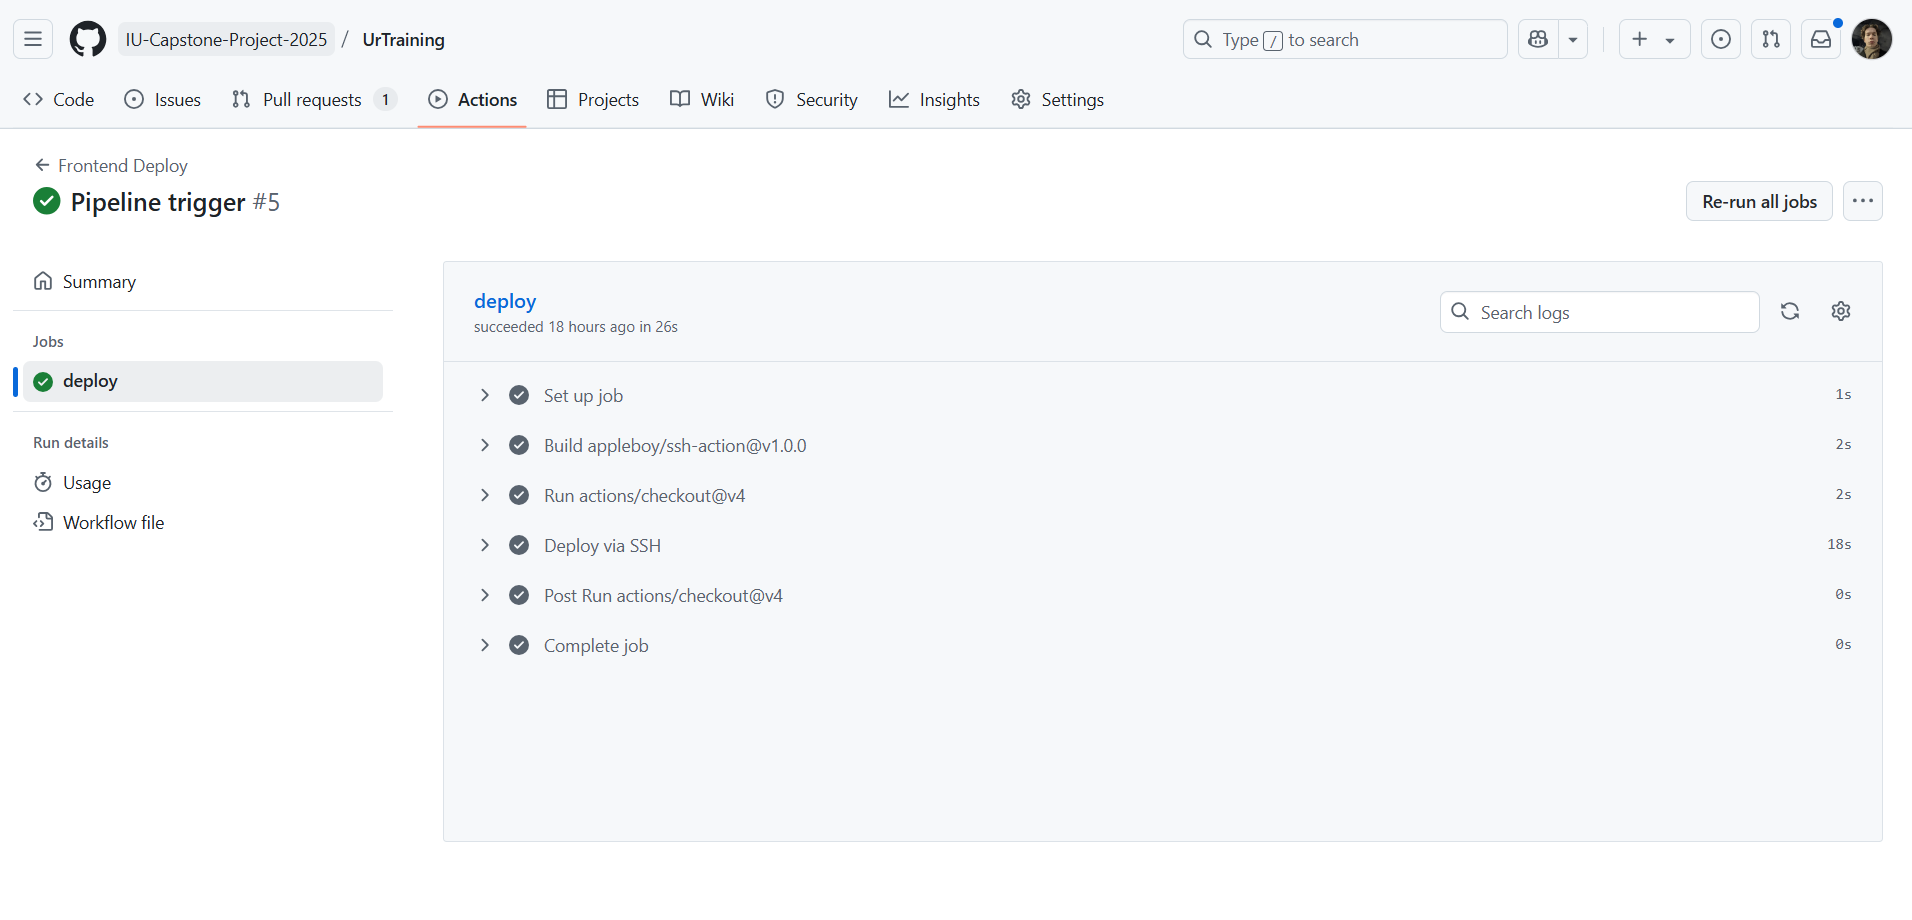 IU-Capstone-Project-2025 / UrTraining
Type / to search
Code
Issues
Pull requests 1
Actions
Projects
Wiki
Security
Insights
Settings
Frontend Deploy
Pipeline trigger #5
Re-run all jobs
Summary
Jobs
deploy
Run details
Usage
Workflow file
deploy
succeeded 18 hours ago in 26s
Search logs
Set up job 1s
Build appleboy/ssh-action@v1.0.0 2s
Run actions/checkout@v4 2s
Deploy via SSH 18s
Post Run actions/checkout@v4 0s
Complete job 0s